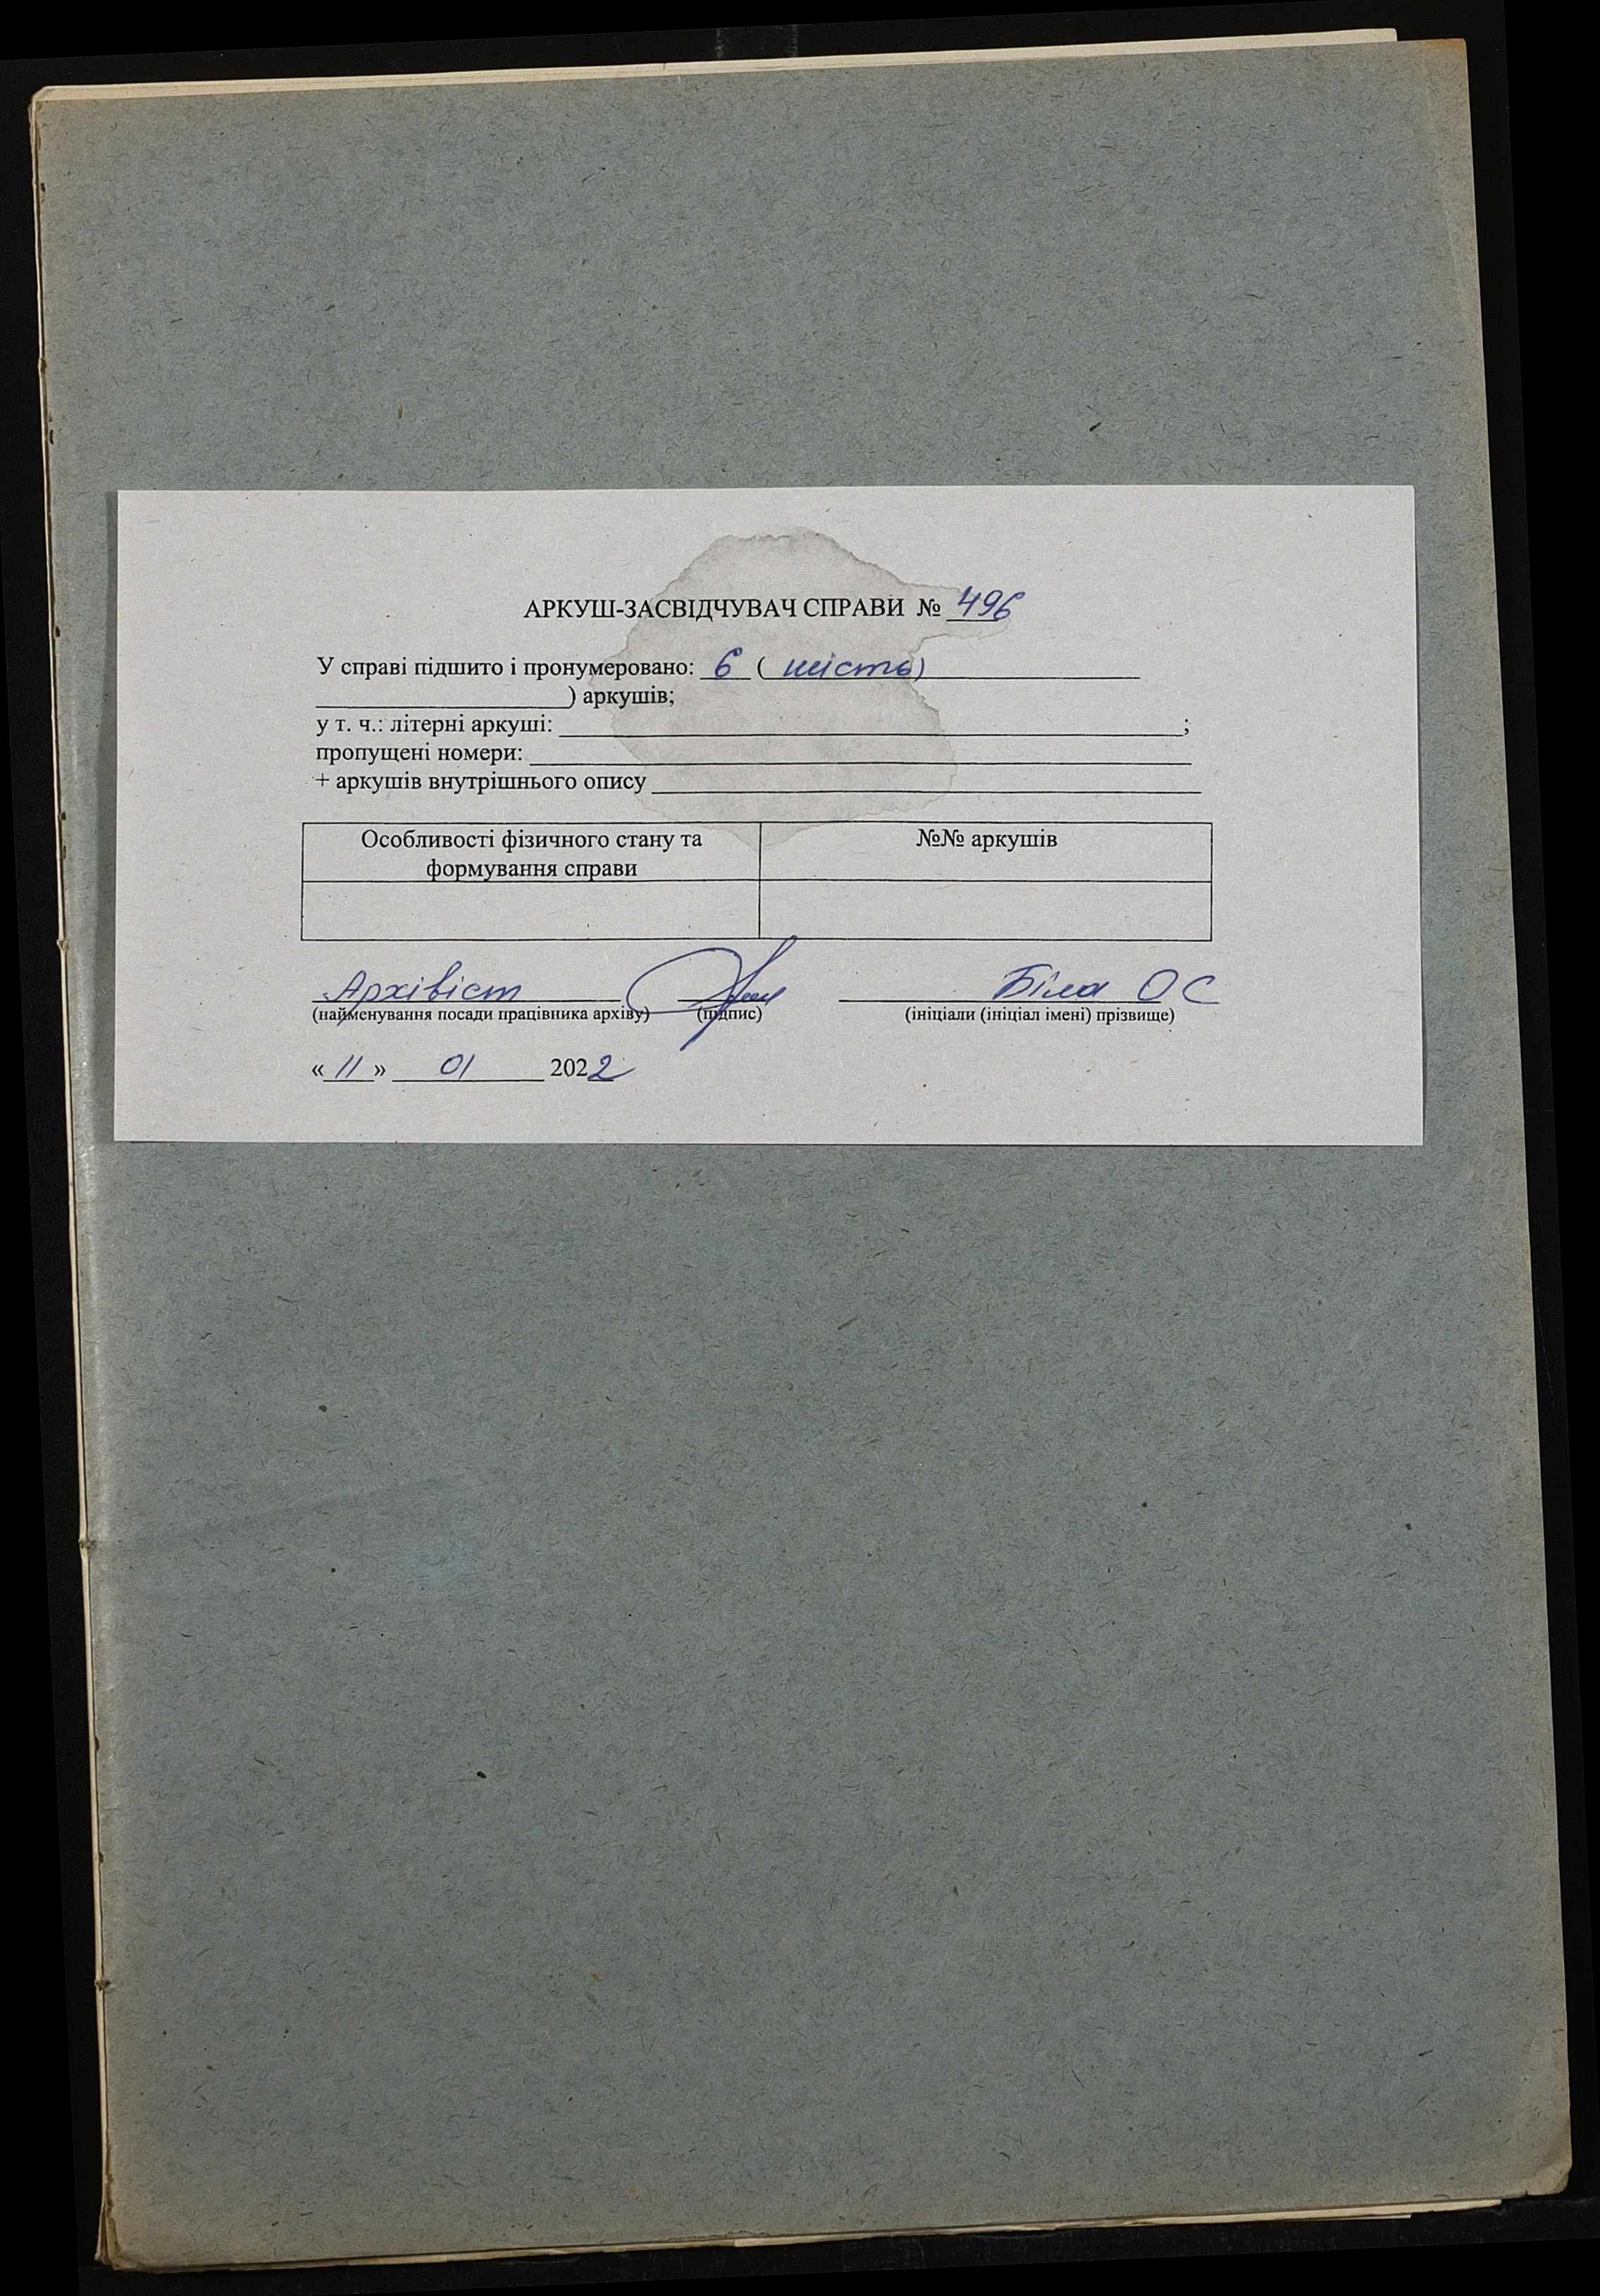 АРКУШ-ЗАСВІДЧУВАЧ СПРАВИ № 496
У справі підшито і пронумеровано: 6 ( шість)
) аркушів;
у т. ч.: літерні аркуші: ;
пропущені номери:
+ аркушів внутрішнього опису
Особливості фізичного стану та формування справи
№№ аркушів
Архівіст Біла О С
(найменування посади працівника архіву) (підпис) (ініціали (ініціал імені) прізвище)
« 11 » 01 2022